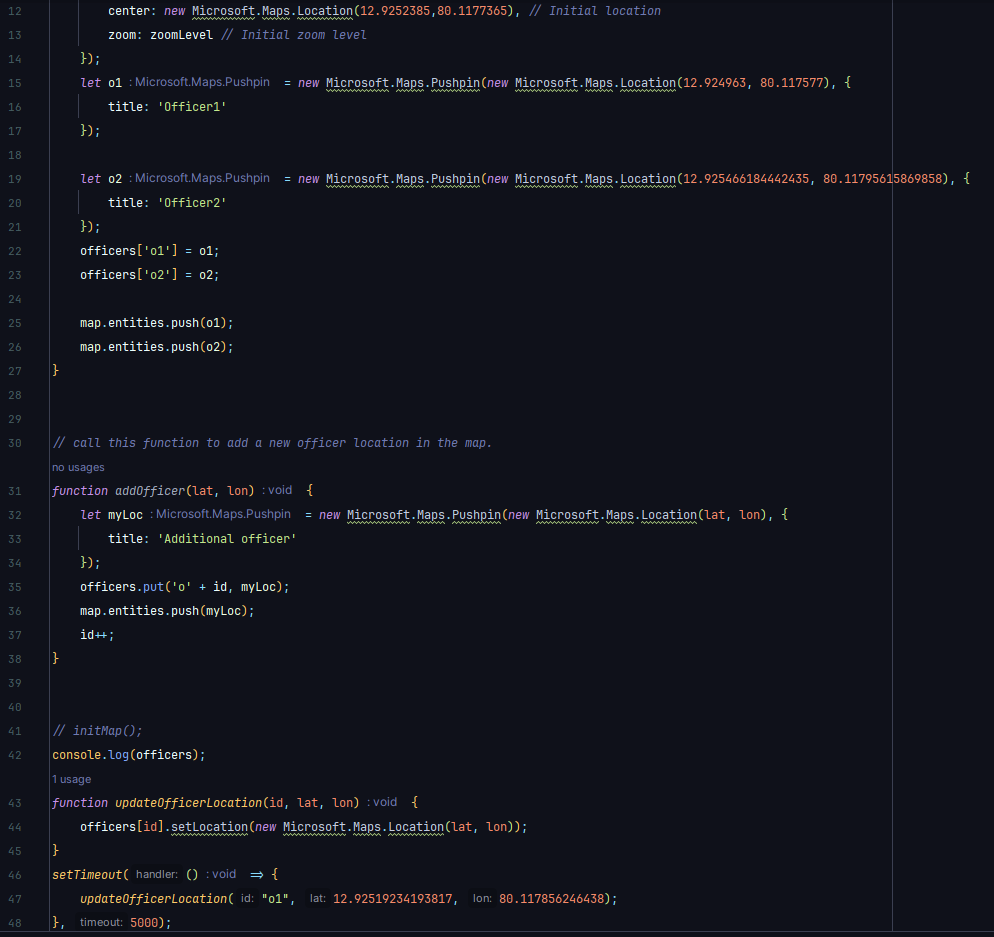 12 center: new Microsoft.Maps.Location(12.9252385,80.1177365), // Initial location
13 zoom: zoomLevel // Initial zoom level
14 });
15 let o1 : Microsoft.Maps.Pushpin = new Microsoft.Maps.Pushpin(new Microsoft.Maps.Location(12.924963, 80.117577), {
16 title: 'Officer1'
17 });
18
19 let o2 : Microsoft.Maps.Pushpin = new Microsoft.Maps.Pushpin(new Microsoft.Maps.Location(12.925466184442435, 80.11795615869858), {
20 title: 'Officer2'
21 });
22 officers['o1'] = o1;
23 officers['o2'] = o2;
24
25 map.entities.push(o1);
26 map.entities.push(o2);
27 }
28
29
30 // call this function to add a new officer location in the map.
no usages
31 function addOfficer(lat, lon) : void {
32 let myLoc : Microsoft.Maps.Pushpin = new Microsoft.Maps.Pushpin(new Microsoft.Maps.Location(lat, lon), {
33 title: 'Additional officer'
34 });
35 officers.put('o' + id, myLoc);
36 map.entities.push(myLoc);
37 id++;
38 }
39
40
41 // initMap();
42 console.log(officers);
1 usage
43 function updateOfficerLocation(id, lat, lon) : void {
44 officers[id].setLocation(new Microsoft.Maps.Location(lat, lon));
45 }
46 setTimeout( handler: () : void => {
47 updateOfficerLocation( id: "o1", lat: 12.92519234193817, lon: 80.117856246438);
48 }, timeout: 5000);